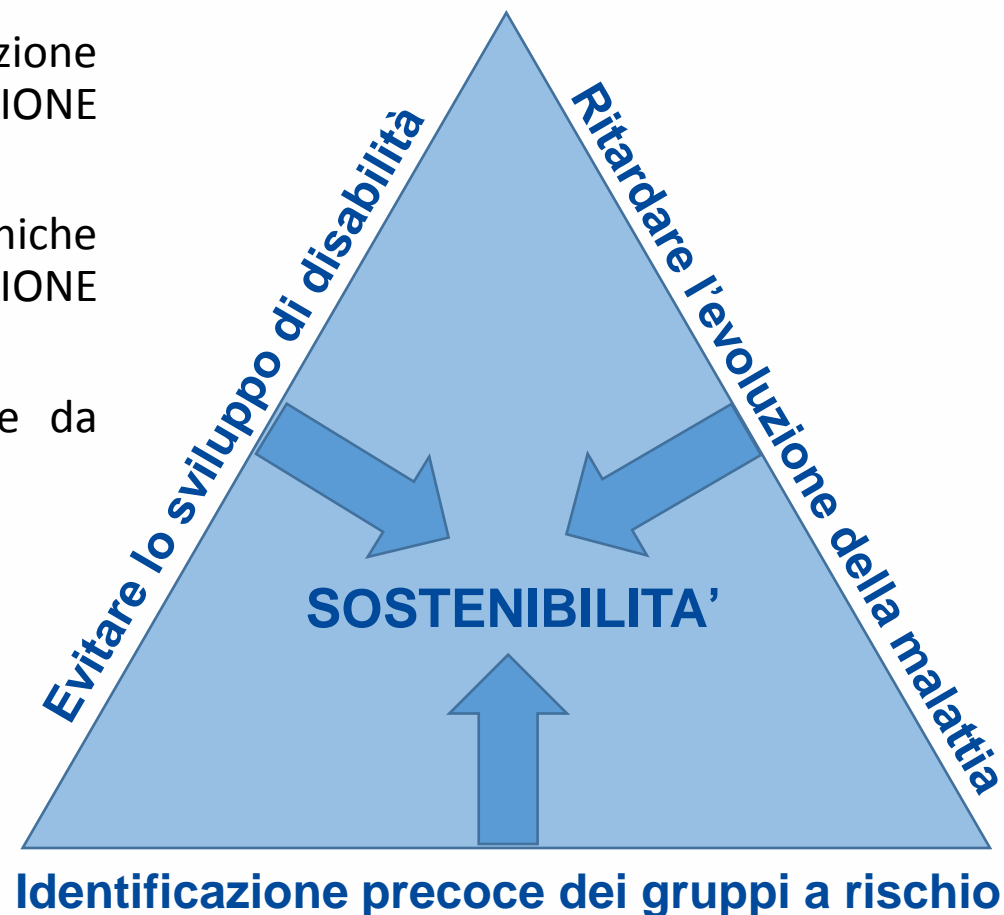 zione
IONE
niche
IONE
e da
Evitare lo sviluppo di disabilità
Ritardare l’evoluzione della malattia
SOSTENIBILITA’
Identificazione precoce dei gruppi a rischio